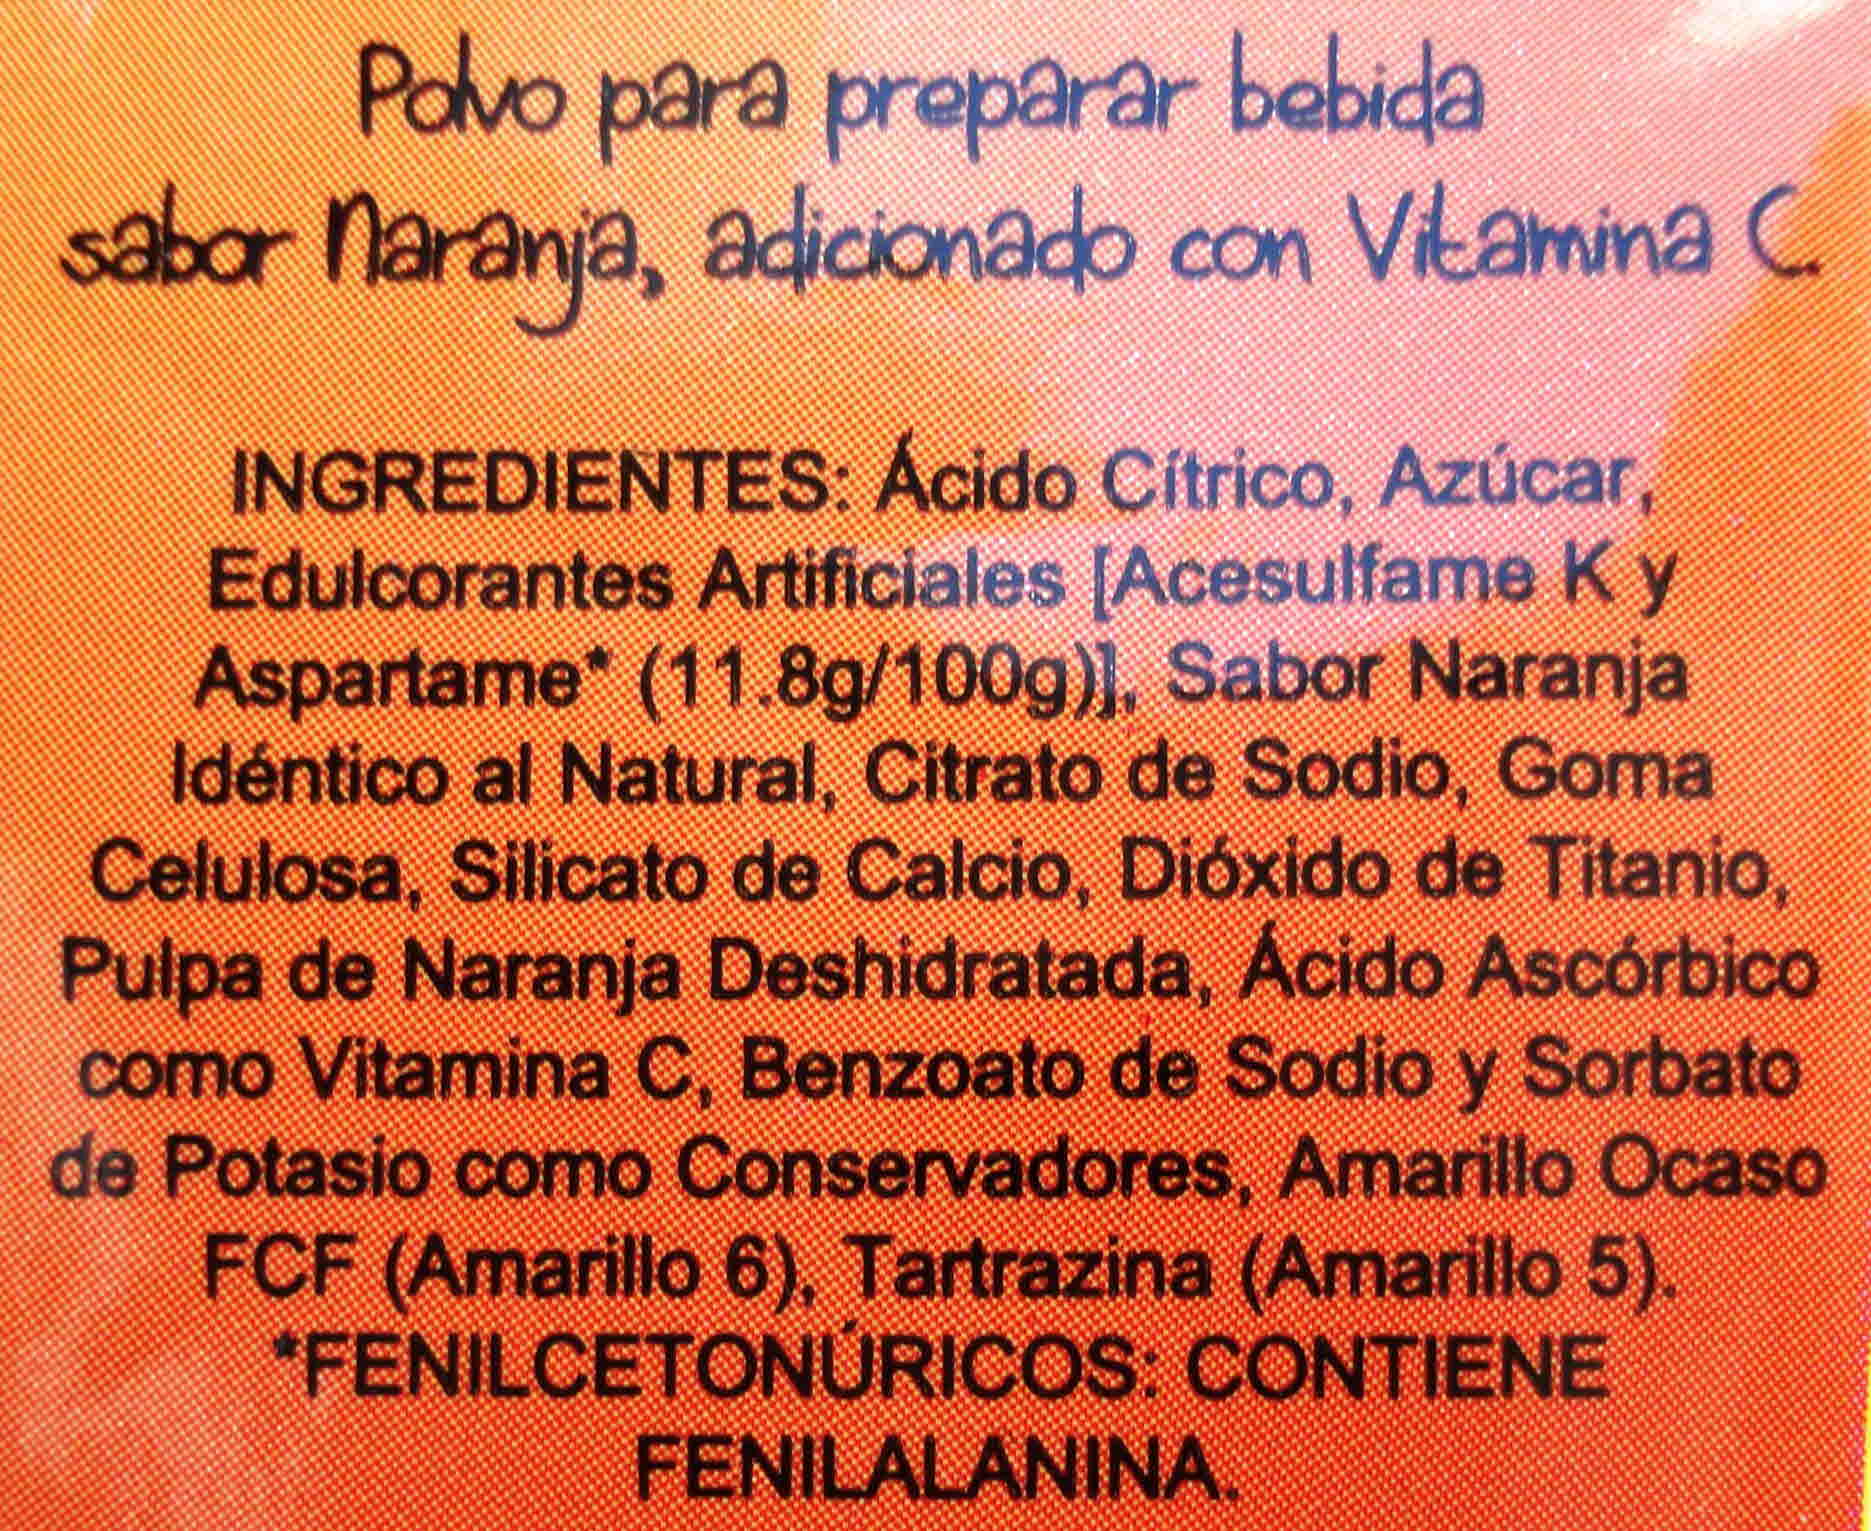 Polvo para preparar bebida
sabor Naranja, adicionado con Vitamina C.
INGREDIENTES: Ácido Cítrico, Azúcar,
Edulcorantes Artificiales [Acesulfame K y
Aspartame* (11.8g/100g)], Sabor Naranja
Idéntico al Natural, Citrato de Sodio, Goma
Celulosa, Silicato de Calcio, Dióxido de Titanio,
Pulpa de Naranja Deshidratada, Ácido Ascórbico
como Vitamina C, Benzoato de Sodio y Sorbato
de Potasio como Conservadores, Amarillo Ocaso
FCF (Amarillo 6), Tartrazina (Amarillo 5).
*FENILCETONÚRICOS: CONTIENE
FENILALANINA.